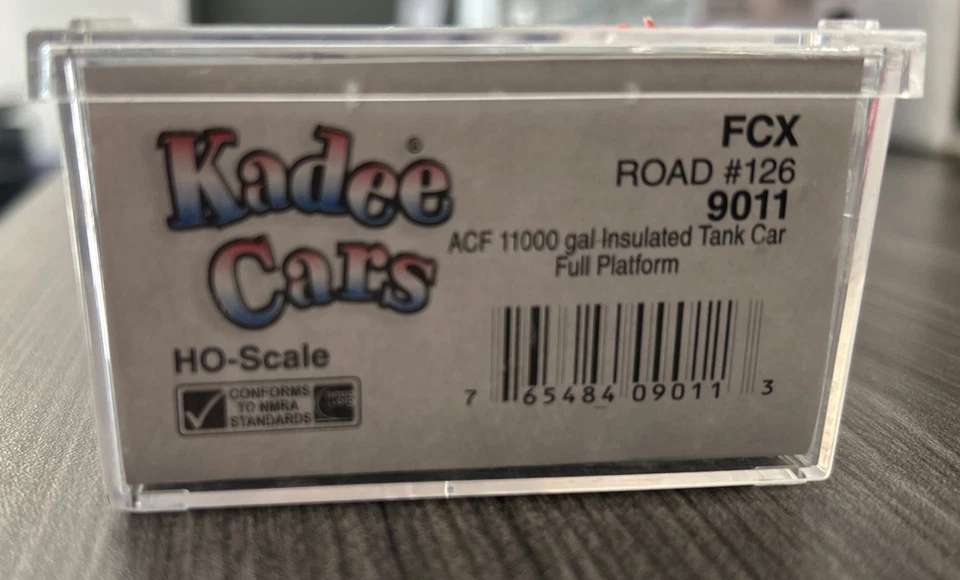 Kadee®
Cars
FCX
ROAD #126
9011
ACF 11000 gal Insulated Tank Car
Full Platform
HO-Scale
CONFORMS
TO NMRA
STANDARDS
7 65484 09011 3